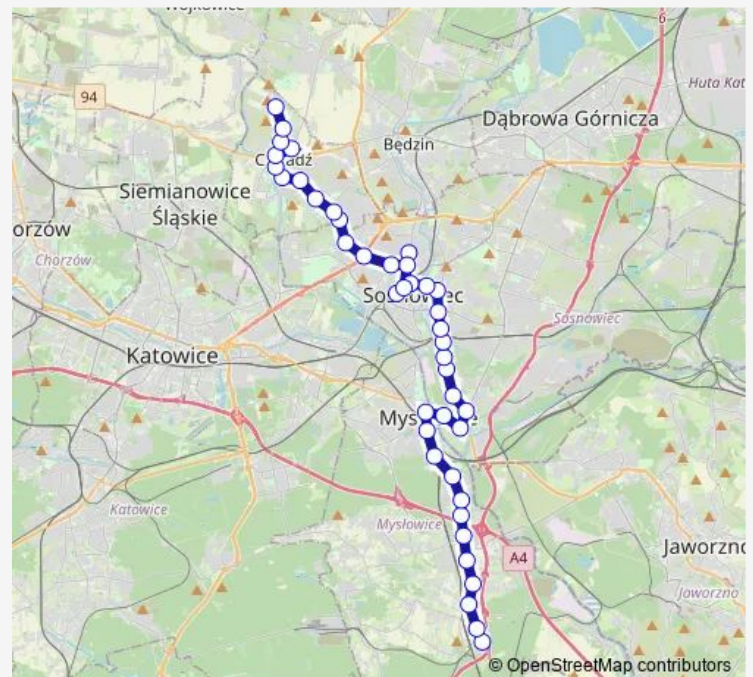 94
6
Huta Kat
Dąbrowa Górnicza
Będzin
Siemianowice
Śląskie
orzów
Chorzów
Sosnowiec
Katowice
Mys
e
Katowice
Mysłowice
A4
Jaworzno
Jaworzno
© OpenStreetMap contributors